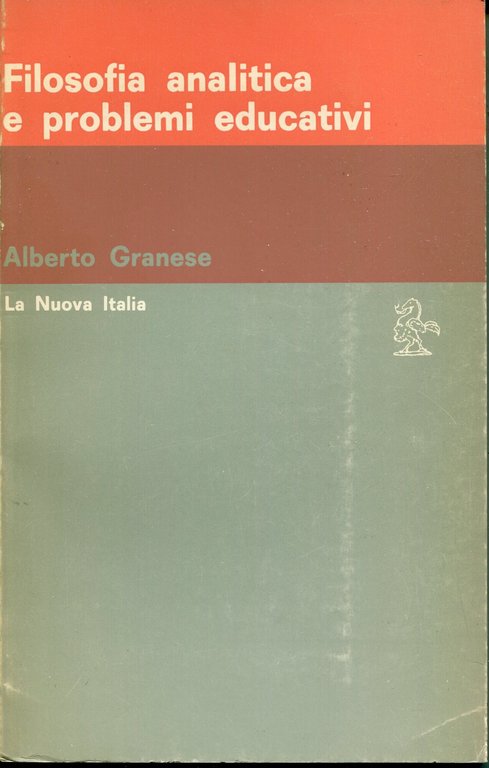 Filosofia analitica
e problemi educativi
Alberto Granese
La Nuova Italia